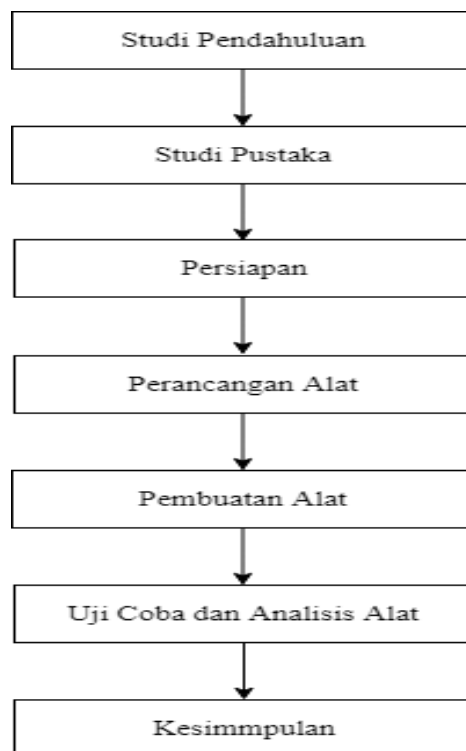 Studi Pendahuluan
Studi Pustaka
Persiapan
Perancangan Alat
Pembuatan Alat
Uji Coba dan Analisis Alat
Kesimmpulan